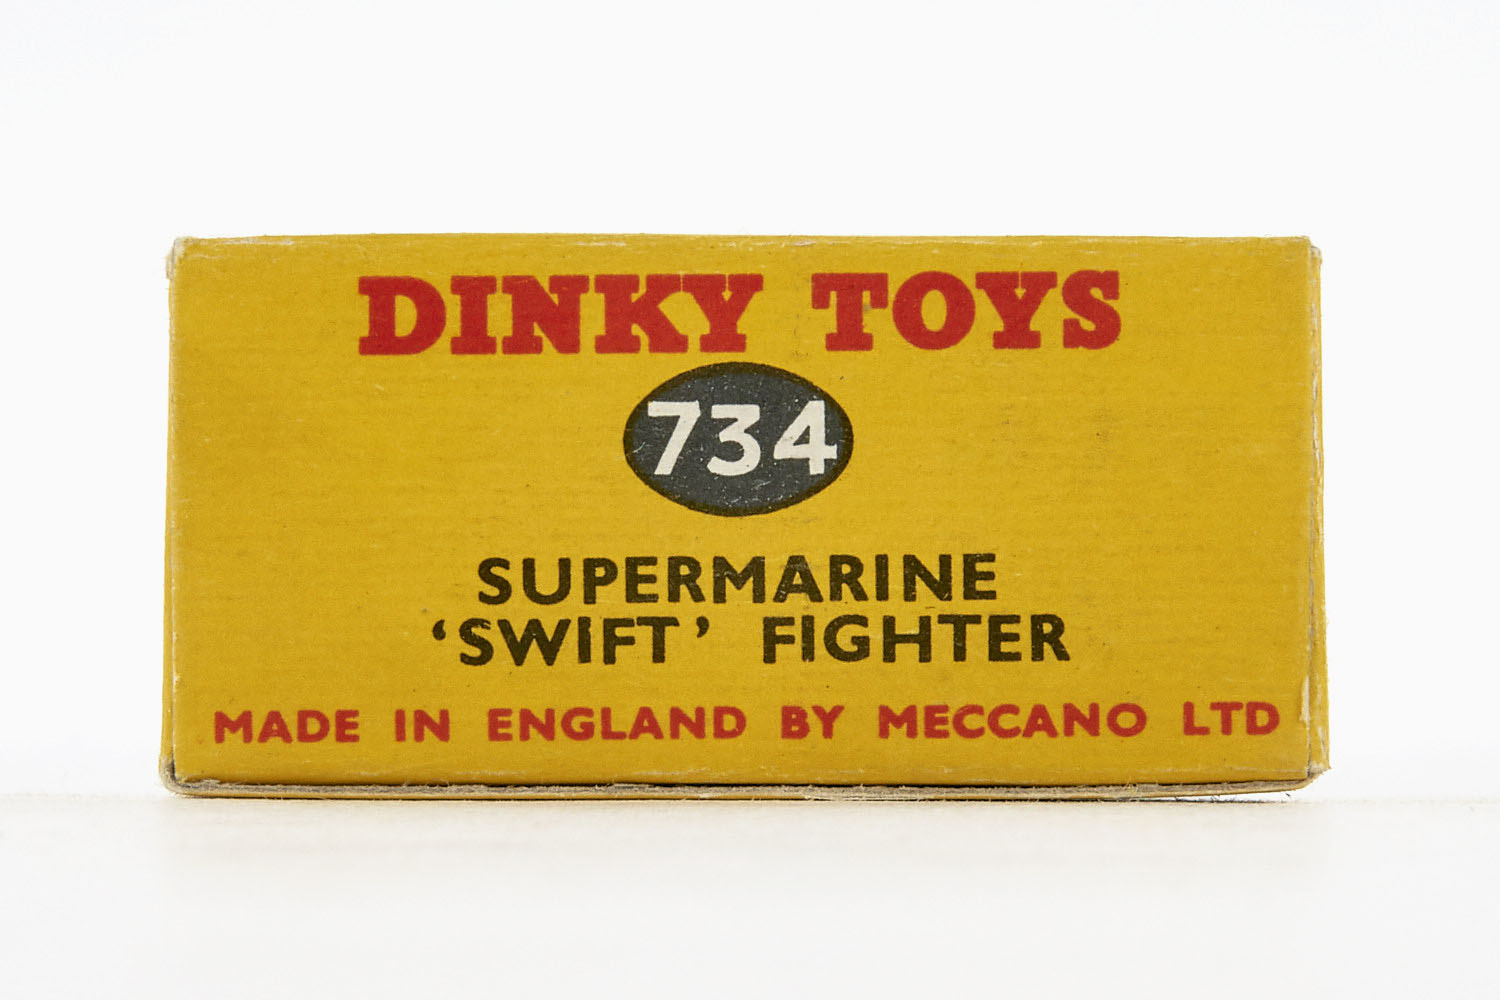 DINKY TOYS
734
SUPERMARINE
‘SWIFT’ FIGHTER
MADE IN ENGLAND BY MECCANO LTD